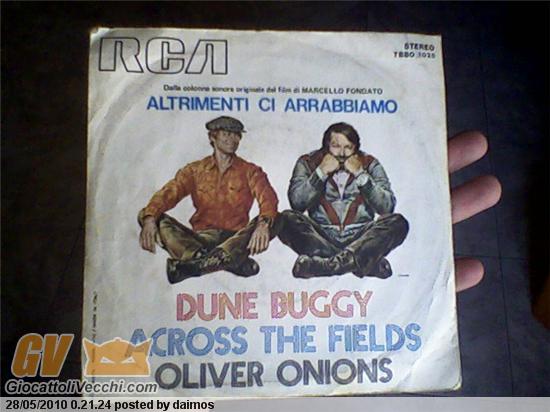 RCA
STEREO
TBBO 1025
Dalla colonna sonora originale del film di MARCELLO FONDATO
ALTRIMENTI CI ARRABBIAMO
DUNE BUGGY
ACROSS THE FIELDS
OLIVER ONIONS
GV
GiocattoliVecchi.com
28/05/2010 0.21.24 posted by daimos